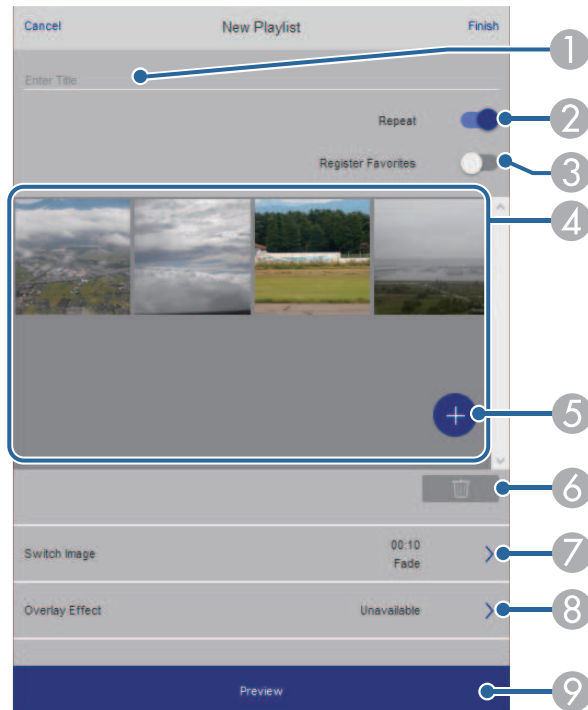 Cancel New Playlist Finish
Enter Title
1
Repeat
2
Register Favorites
3
4
5
6
Switch Image
00:10
Fade
7
Overlay Effect Unavailable
8
Preview
9